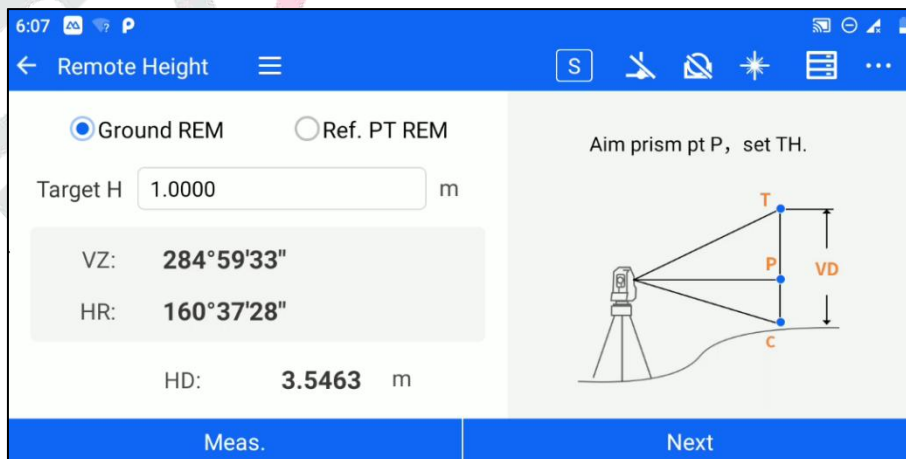 6:07
Remote Height
S
Ground REM
Ref. PT REM
Target H 1.0000 m
VZ: 284°59'33"
HR: 160°37'28"
HD: 3.5463 m
Aim prism pt P, set TH.
T
P
VD
C
Meas.
Next